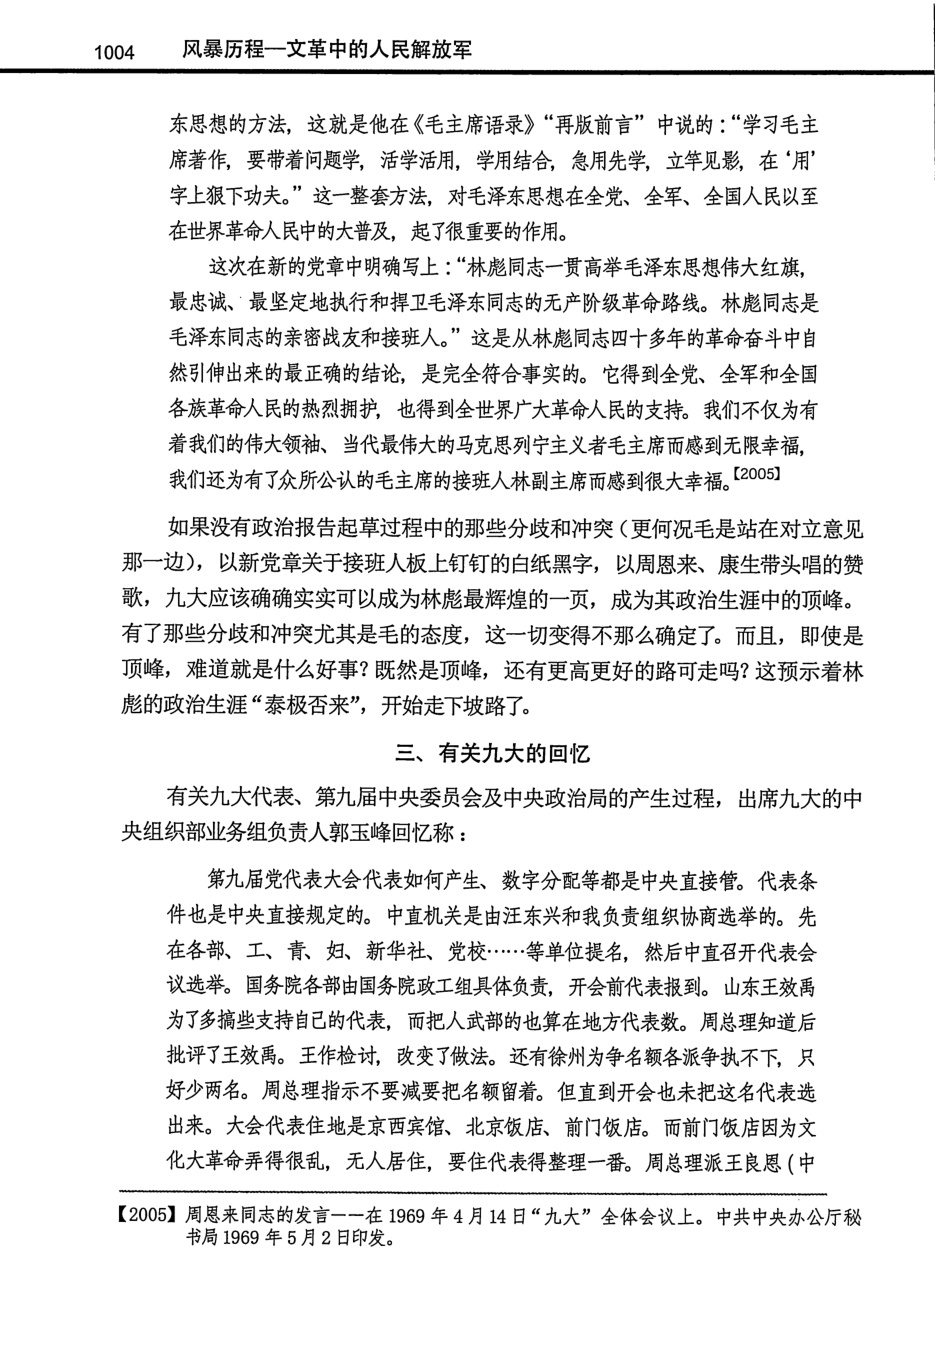 1004 风暴历程—文革中的人民解放军
东思想的方法，这就是他在《毛主席语录》“再版前言”中说的：“学习毛主
席著作，要带着问题学，活学活用，学用结合，急用先学，立竿见影，在‘用’
字上狠下功夫。”这一整套方法，对毛泽东思想在全党、全军、全国人民以至
在世界革命人民中的大普及，起了很重要的作用。
这次在新的党章中明确写上：“林彪同志一贯高举毛泽东思想伟大红旗，
最忠诚、最坚定地执行和捍卫毛泽东同志的无产阶级革命路线。林彪同志是
毛泽东同志的亲密战友和接班人。”这是从林彪同志四十多年的革命奋斗中自
然引伸出来的最正确的结论，是完全符合事实的。它得到全党、全军和全国
各族革命人民的热烈拥护，也得到全世界广大革命人民的支持。我们不仅为有
着我们的伟大领袖、当代最伟大的马克思列宁主义者毛主席而感到无限幸福，
我们还为有了众所公认的毛主席的接班人林副主席而感到很大幸福。【2005】
如果没有政治报告起草过程中的那些分歧和冲突（更何况毛是站在对立意见
那一边），以新党章关于接班人板上钉钉的白纸黑字，以周恩来、康生带头唱的赞
歌，九大应该确确实实可以成为林彪最辉煌的一页，成为其政治生涯中的顶峰。
有了那些分歧和冲突尤其是毛的态度，这一切变得不那么确定了。而且，即使是
顶峰，难道就是什么好事？既然是顶峰，还有更高更好的路可走吗？这预示着林
彪的政治生涯“泰极否来”，开始走下坡路了。
三、有关九大的回忆
有关九大代表、第九届中央委员会及中央政治局的产生过程，出席九大的中
央组织部业务组负责人郭玉峰回忆称：
第九届党代表大会代表如何产生、数字分配等都是中央直接管。代表条
件也是中央直接规定的。中直机关是由汪东兴和我负责组织协商选举的。先
在各部、工、青、妇、新华社、党校……等单位提名，然后中直召开代表会
议选举。国务院各部由国务院政工组具体负责，开会前代表报到。山东王效禹
为了多搞些支持自己的代表，而把人武部的也算在地方代表数。周总理知道后
批评了王效禹。王作检讨，改变了做法。还有徐州为争名额各派争执不下，只
好少两名。周总理指示不要减要把名额留着。但直到开会也未把这名代表选
出来。大会代表住地是京西宾馆、北京饭店、前门饭店。而前门饭店因为文
化大革命弄得很乱，无人居住，要住代表得整理一番。周总理派王良恩（中
【2005】周恩来同志的发言——在 1969 年 4 月 14 日“九大”全体会议上。中共中央办公厅秘
书局 1969 年 5 月 2 日印发。